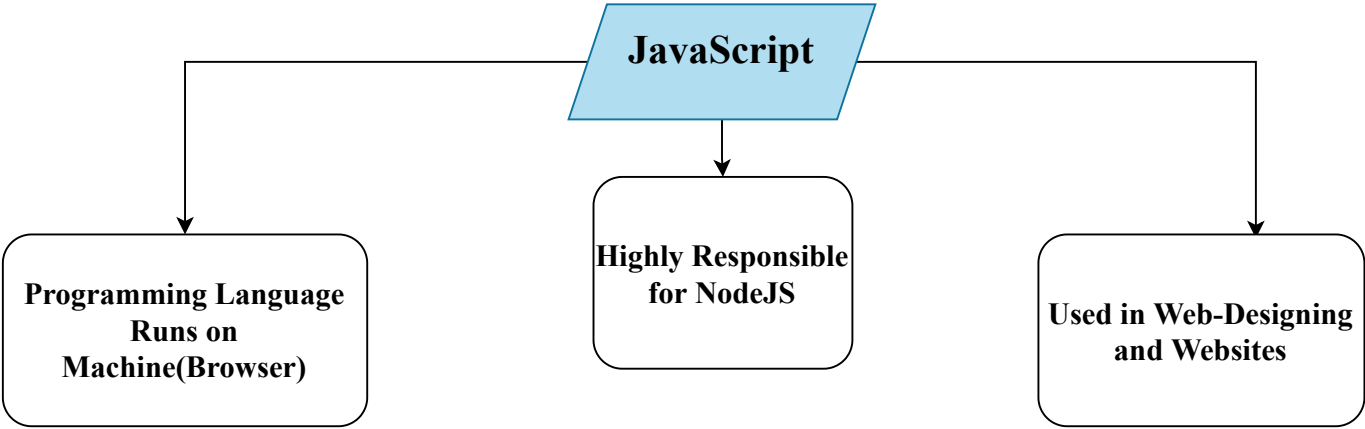 JavaScript
Programming Language
Runs on
Machine(Browser)
Highly Responsible
for NodeJS
Used in Web-Designing
and Websites